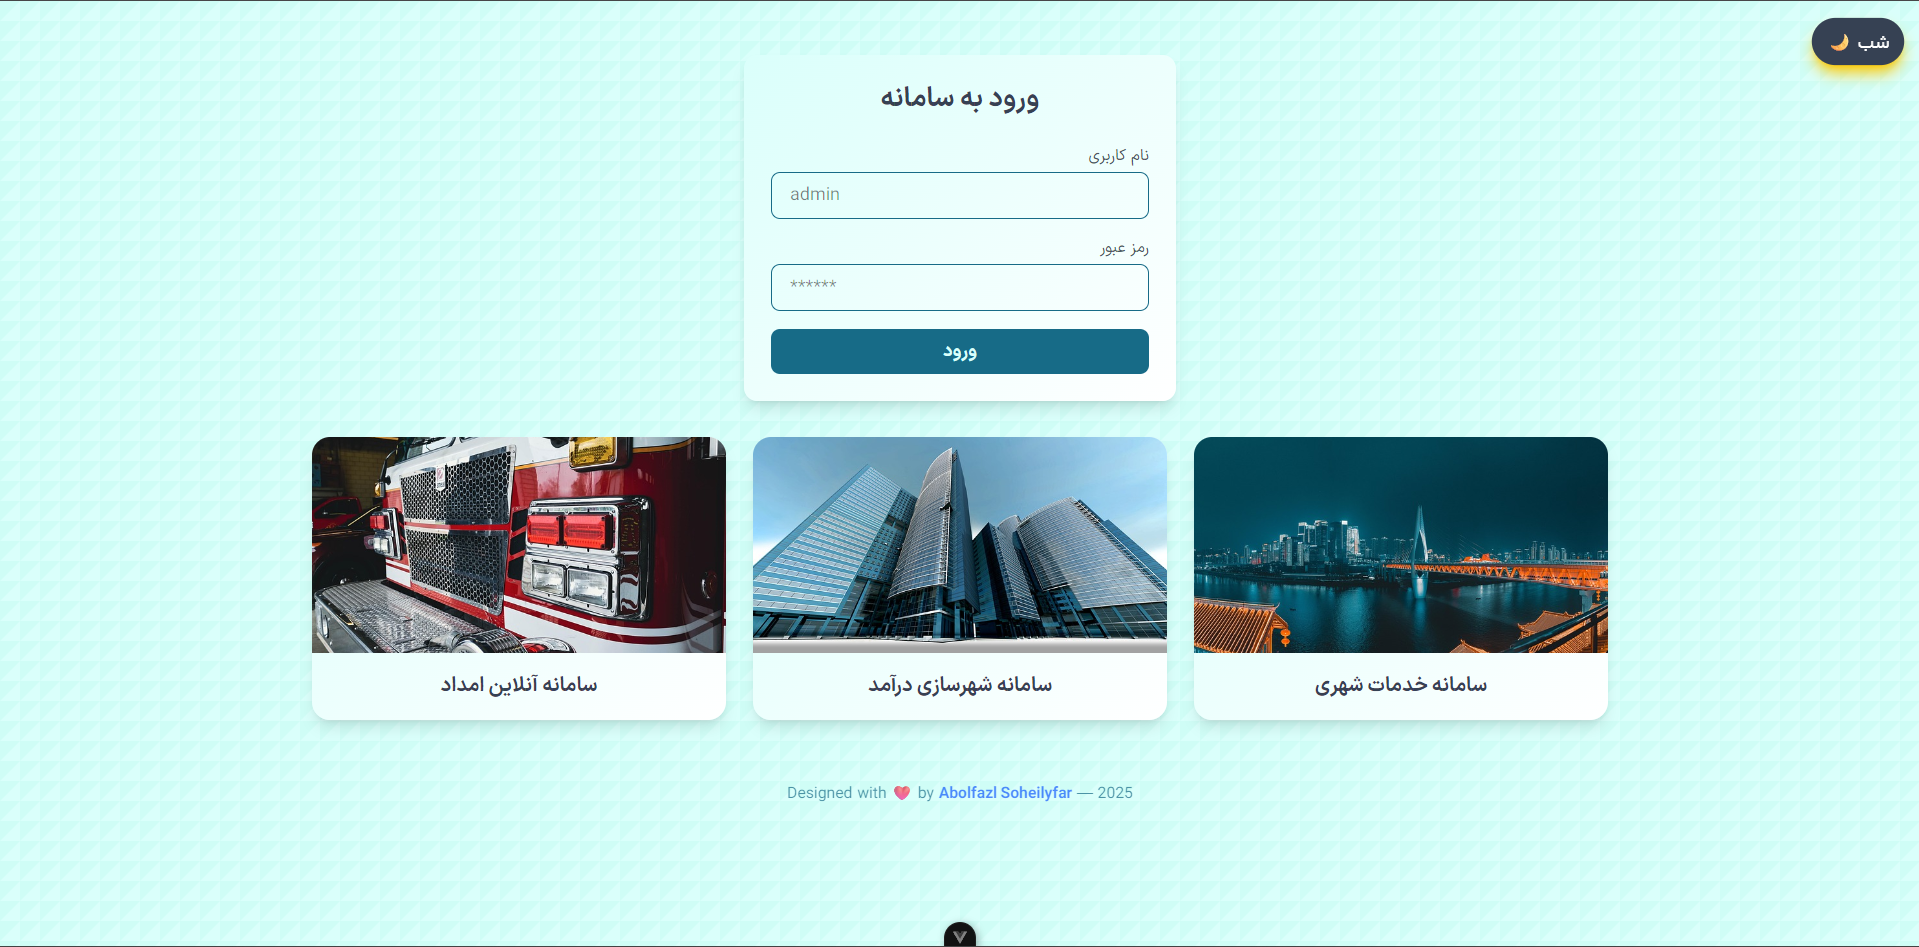 شب 🌙
ورود به سامانه
نام کاربری
admin
رمز عبور
******
ورود
سامانه خدمات شهری
سامانه شهرسازی درآمد
سامانه آنلاین امداد
Designed with ❤️ by Abolfazl Soheilyfar — 2025